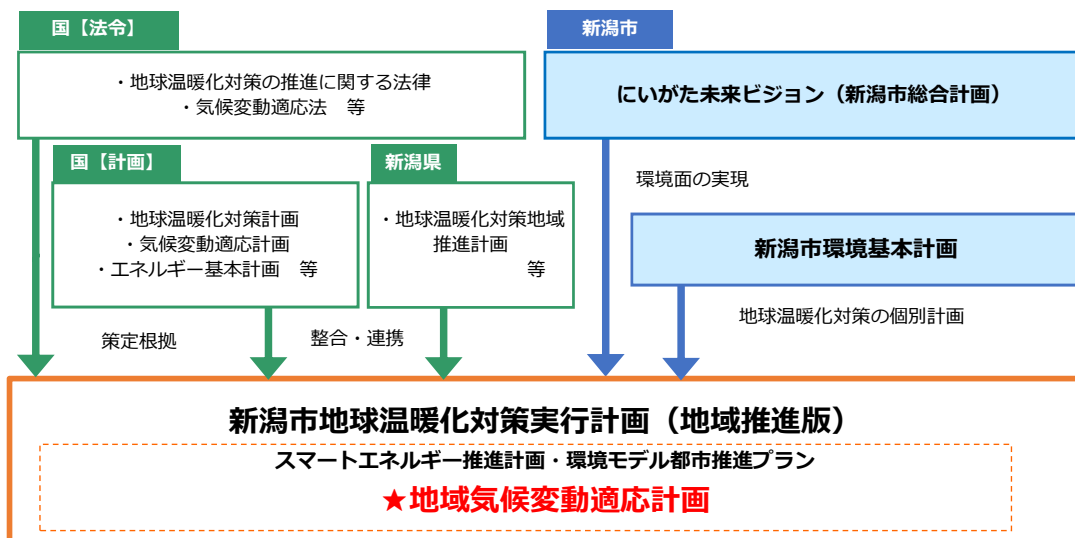 国【法令】
・地球温暖化対策の推進に関する法律
・気候変動適応法　等
新潟市
にいがた未来ビジョン（新潟市総合計画）
国【計画】
・地球温暖化対策計画
・気候変動適応計画
・エネルギー基本計画　等
新潟県
・地球温暖化対策地域
推進計画
等
環境面の実現
新潟市環境基本計画
地球温暖化対策の個別計画
策定根拠
整合・連携
新潟市地球温暖化対策実行計画（地域推進版）
スマートエネルギー推進計画・環境モデル都市推進プラン
★地域気候変動適応計画